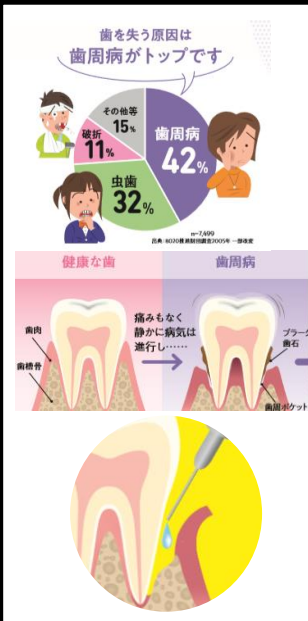 歯を失う原因は
歯周病がトップです
その他等
15%
破折
11%
歯周病
42%
虫歯
32%
n=7,499
出典:8020推進財団調査2005年 一部改変
健康な歯
歯周病
歯肉
歯槽骨
痛みもなく
静かに病気は
進行し……
プラーク
歯石
歯周ポケット